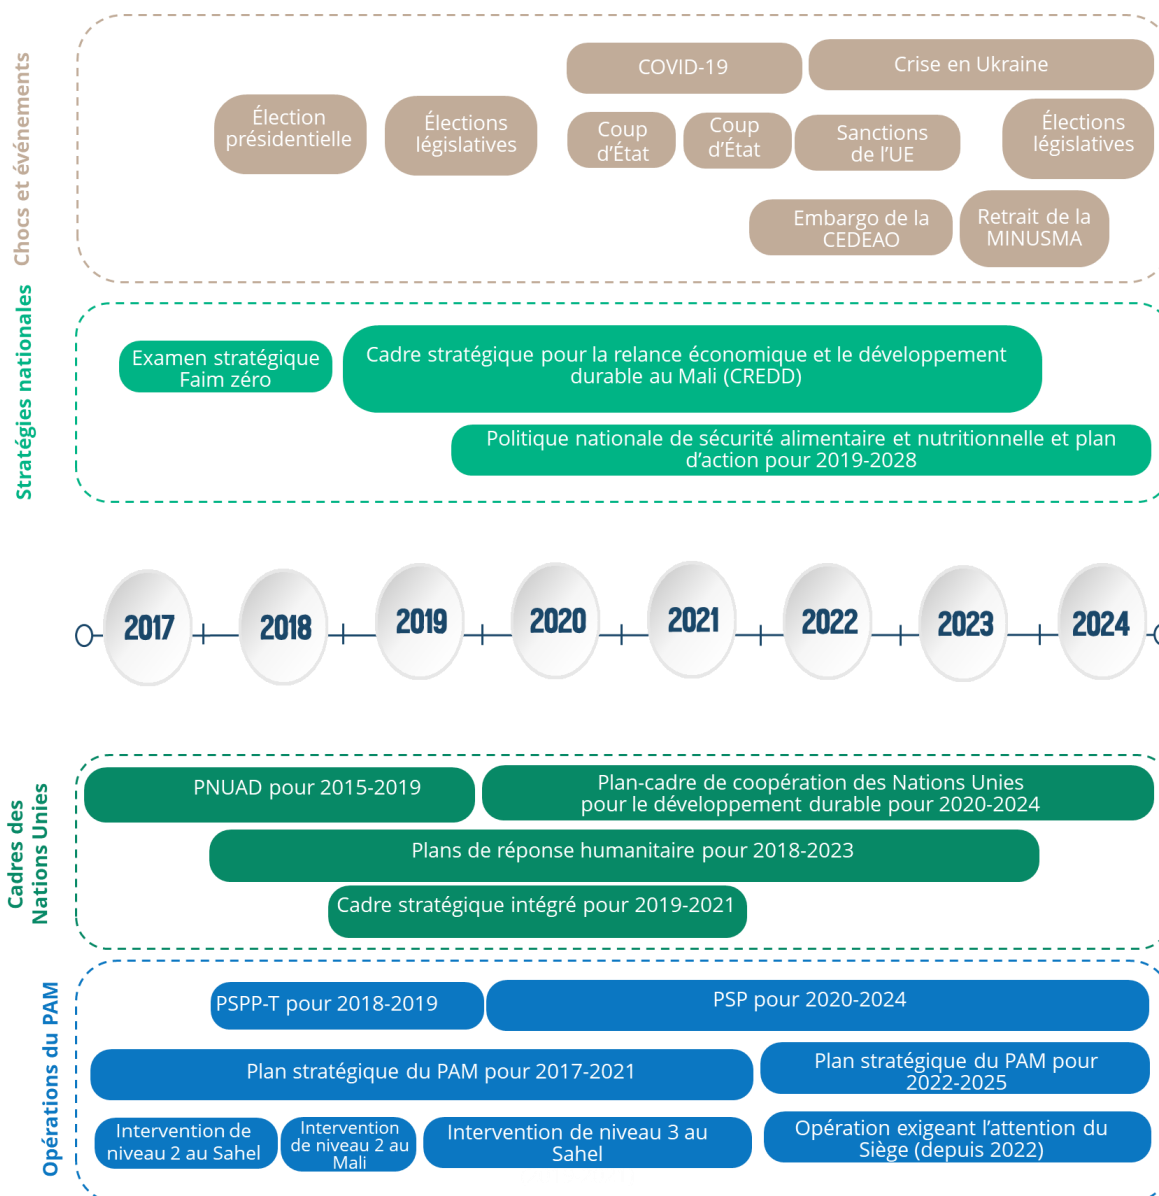 Chocs et événements
COVID-19
Crise en Ukraine
Élection
présidentielle
Élections
législatives
Coup
d’État
Coup
d’État
Sanctions
de l’UE
Élections
législatives
Embargo de la
CEDEAO
Retrait de la
MINUSMA
Stratégies nationales
Examen stratégique
Faim zéro
Cadre stratégique pour la relance économique et le développement
durable au Mali (CREDD)
Politique nationale de sécurité alimentaire et nutritionnelle et plan
d’action pour 2019-2028
2017
2018
2019
2020
2021
2022
2023
2024
Cadres des
Nations Unies
PNUAD pour 2015-2019
Plan-cadre de coopération des Nations Unies
pour le développement durable pour 2020-2024
Plans de réponse humanitaire pour 2018-2023
Cadre stratégique intégré pour 2019-2021
Opérations du PAM
PSPP-T pour 2018-2019
PSP pour 2020-2024
Plan stratégique du PAM pour 2017-2021
Plan stratégique du PAM pour
2022-2025
Intervention de
niveau 2 au Sahel
Intervention
de niveau 2 au
Mali
Intervention de niveau 3 au
Sahel
Opération exigeant l’attention du
Siège (depuis 2022)